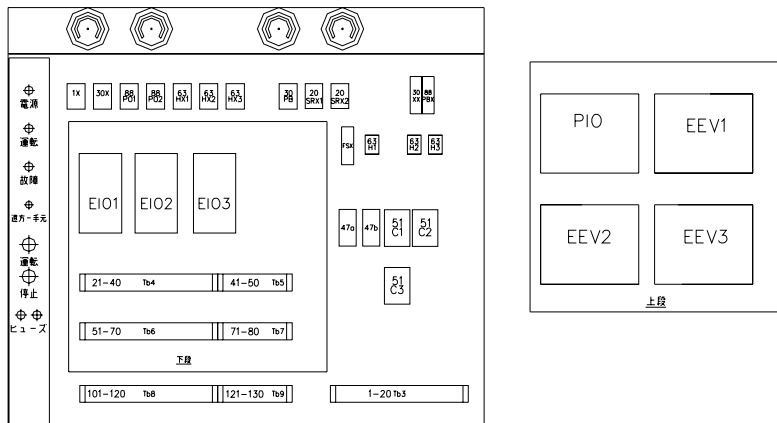 電源
運転
故障
遠方-手元
運転
停止
ヒューズ
1X
30X
88
PO1
88
PO2
63
HX1
63
HX2
63
HX3
30
PB
20
SRX1
20
SRX2
30
XX
88
PBX
FSX
63
H1
63
H2
63
H3
EIO1
EIO2
EIO3
47a
47b
51
C1
51
C2
51
C3
21-40 Tb4
41-50 Tb5
51-70 Tb6
71-80 Tb7
下段
101-120 Tb8
121-130 Tb9
1-20 Tb3
PIO
EEV1
EEV2
EEV3
上段